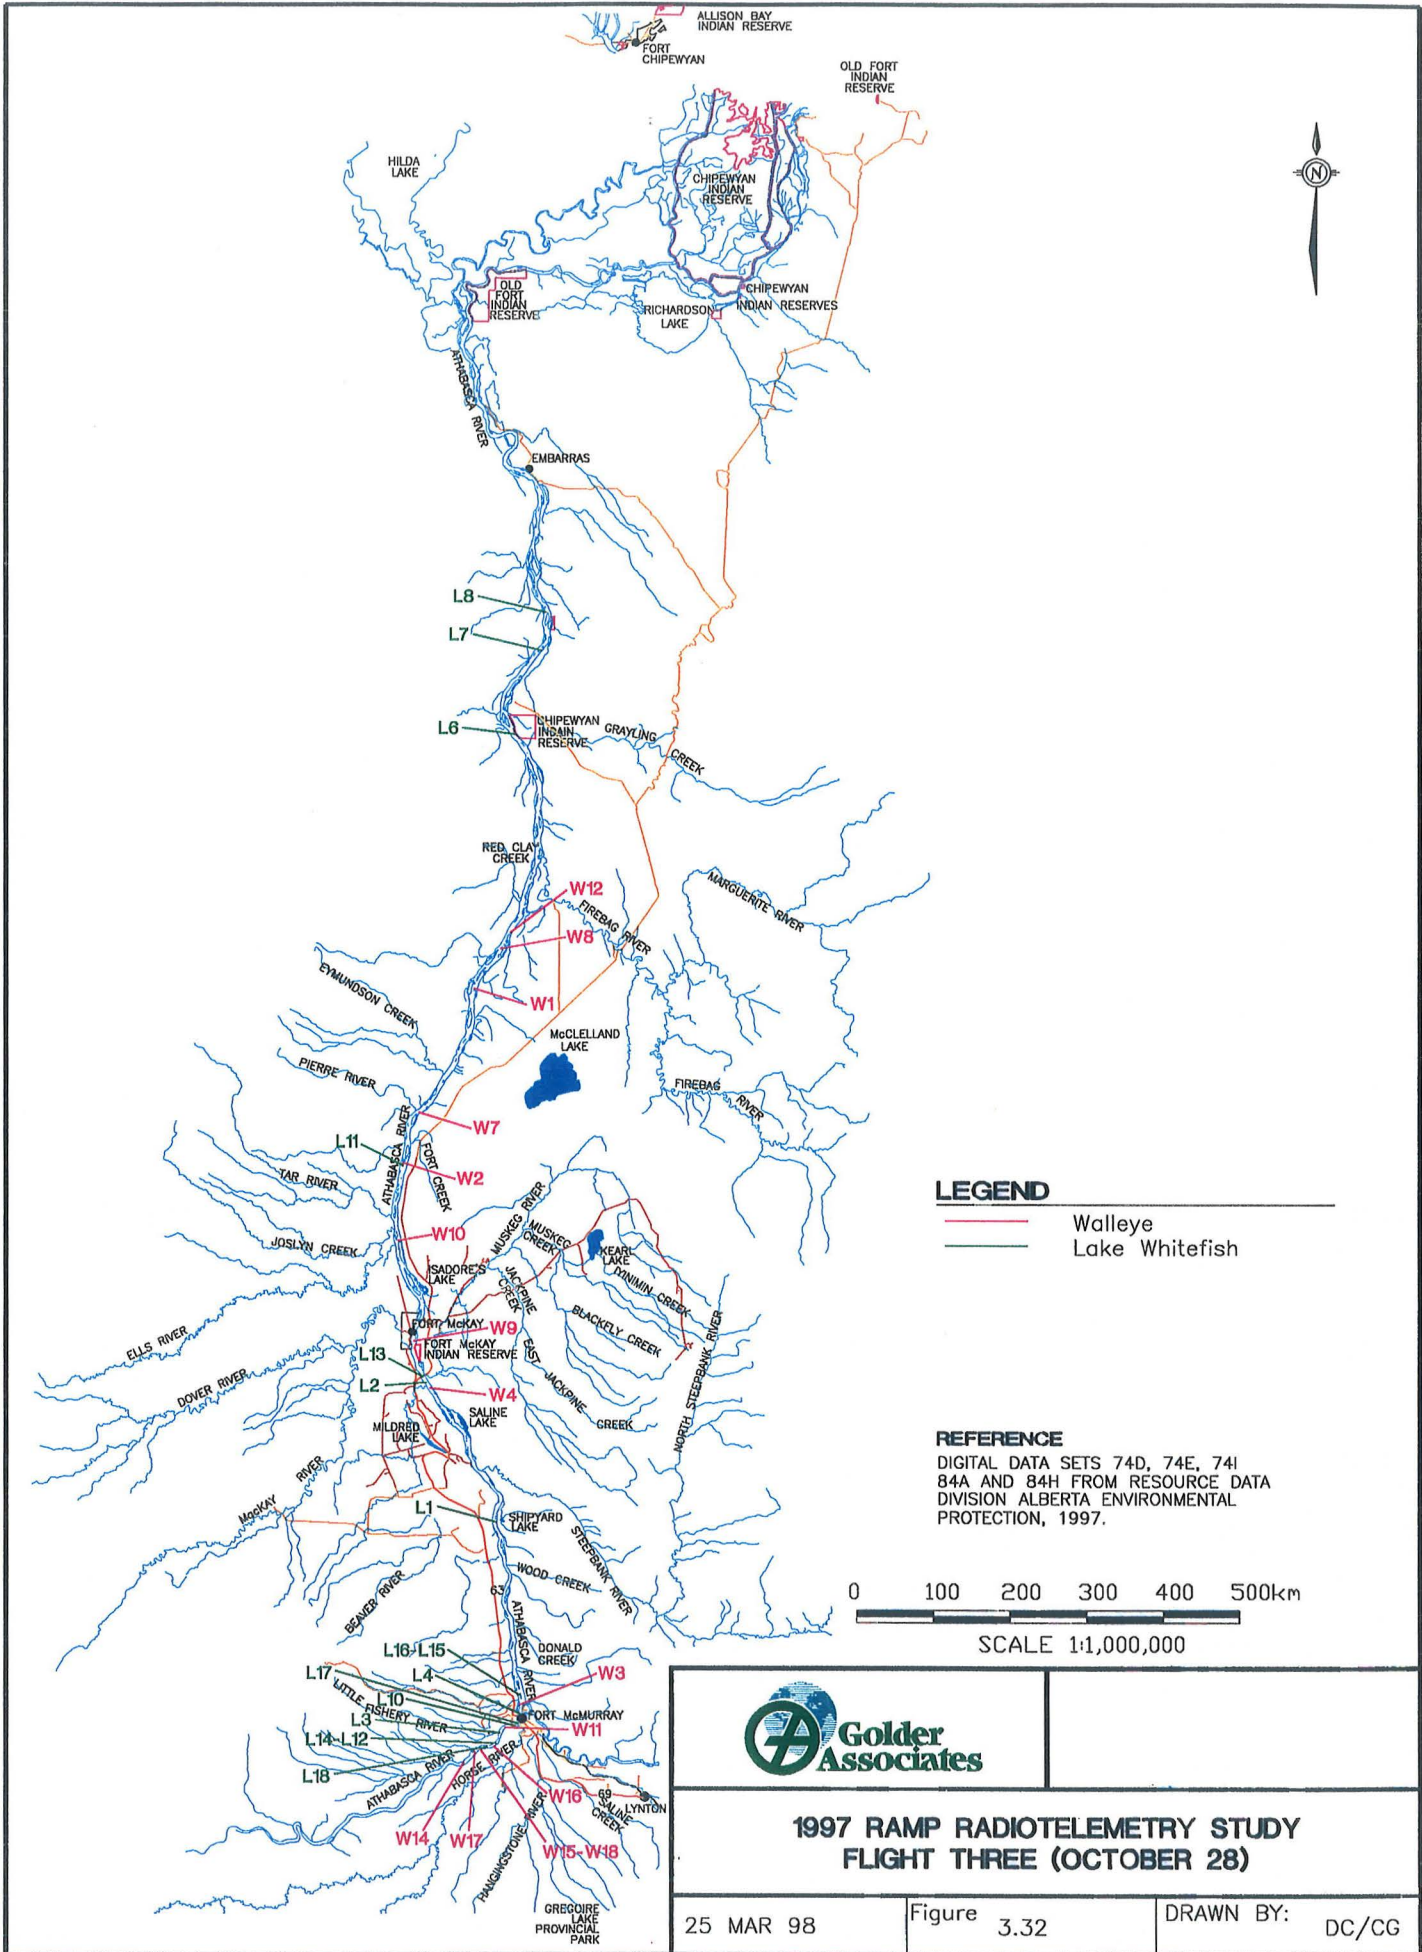 ALLISON BAY
INDIAN RESERVE
FORT
CHIPEWYAN
OLD FORT
INDIAN
RESERVE
N
HILDA
LAKE
CHIPEWYAN
INDIAN
RESERVE
OLD
FORT
INDIAN
RESERVE
CHIPEWYAN
INDIAN RESERVES
RICHARDSON
LAKE
ATHABASCA RIVER
EMBARRAS
L8
L7
L6
CHIPEWYAN
INDAIN
RESERVE
GRAYLING CREEK
RED CLAY
CREEK
W12
FIREBAG RIVER
MARGUERITE RIVER
W8
EYMUNDSON CREEK
W1
McCLELLAND
LAKE
PIERRE RIVER
FIREBAG RIVER
W7
L11
ATHABASCA RIVER
FORT
CREEK
W2
TAR RIVER
MUSKEG RIVER
W10
MUSKEG
CREEK
JOSLYN CREEK
KEARL
LAKE
ISADORE'S
LAKE
JACKPINE
CREEK
IYINIMIN CREEK
BLACKFLY CREEK
FORT McKAY
W9
FORT McKAY
INDIAN RESERVE
ELLS RIVER
L13
EAST JACKPINE CREEK
NORTH STEEPBANK RIVER
L2
W4
DOVER RIVER
SALINE
LAKE
MILDRED
LAKE
McKAY RIVER
L1
SHIPYARD
LAKE
STEEPBANK RIVER
WOOD CREEK
BEAVER RIVER
63
ATHABASCA RIVER
L16-L15
DONALD
CREEK
L17
L4
W3
LITTLE FISHERY RIVER
L10
L3
FORT McMURRAY
W11
L14-L12
L18
ATHABASCA RIVER
HORSE RIVER
W16
69
SALINE
CREEK
LYNTON
W14
W17
W15-W18
HANGINGSTONE RIVER
GREGOIRE
LAKE
PROVINCIAL
PARK
LEGEND
Walleye
Lake Whitefish
REFERENCE
DIGITAL DATA SETS 74D, 74E, 74I
84A AND 84H FROM RESOURCE DATA
DIVISION ALBERTA ENVIRONMENTAL
PROTECTION, 1997.
0 100 200 300 400 500km
SCALE 1:1,000,000
Golder
Associates
1997 RAMP RADIOTELEMETRY STUDY
FLIGHT THREE (OCTOBER 28)
25 MAR 98
Figure 3.32
DRAWN BY: DC/CG